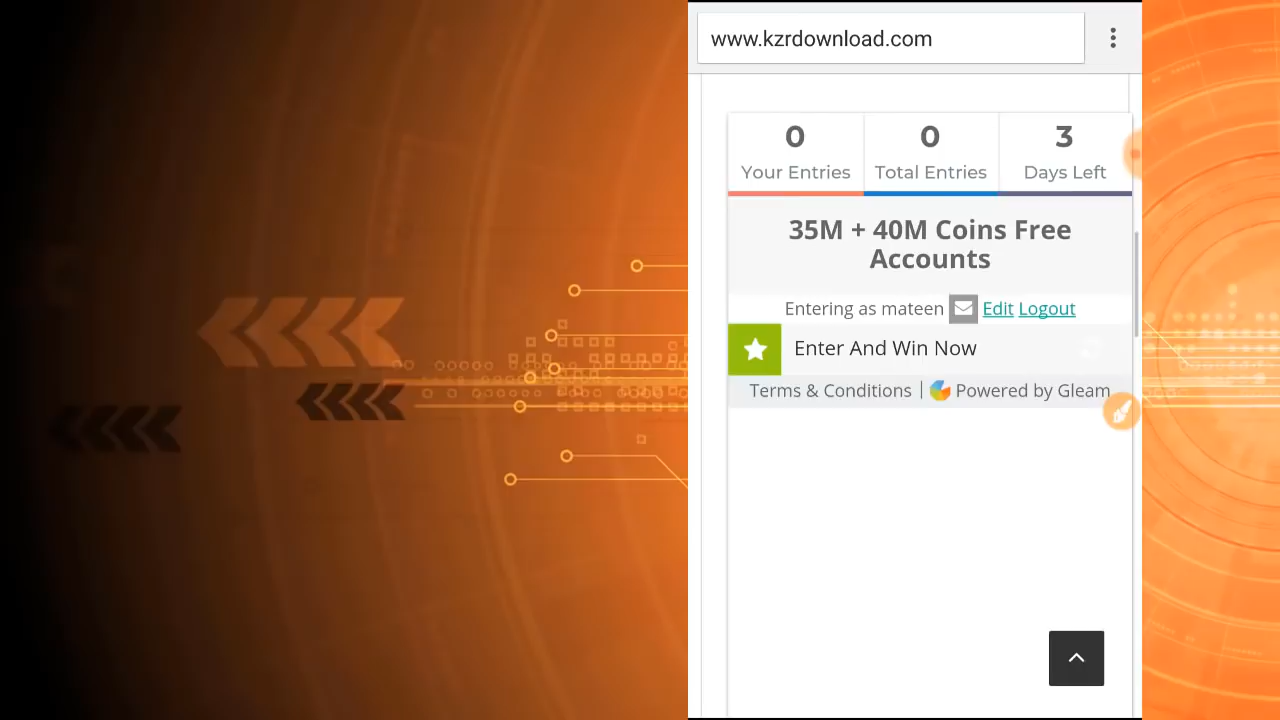 www.kzrdownload.com
0 0 3
Your Entries Total Entries Days Left
35M + 40M Coins Free
Accounts
Entering as mateen Edit Logout
Enter And Win Now
Terms & Conditions | Powered by Gleam